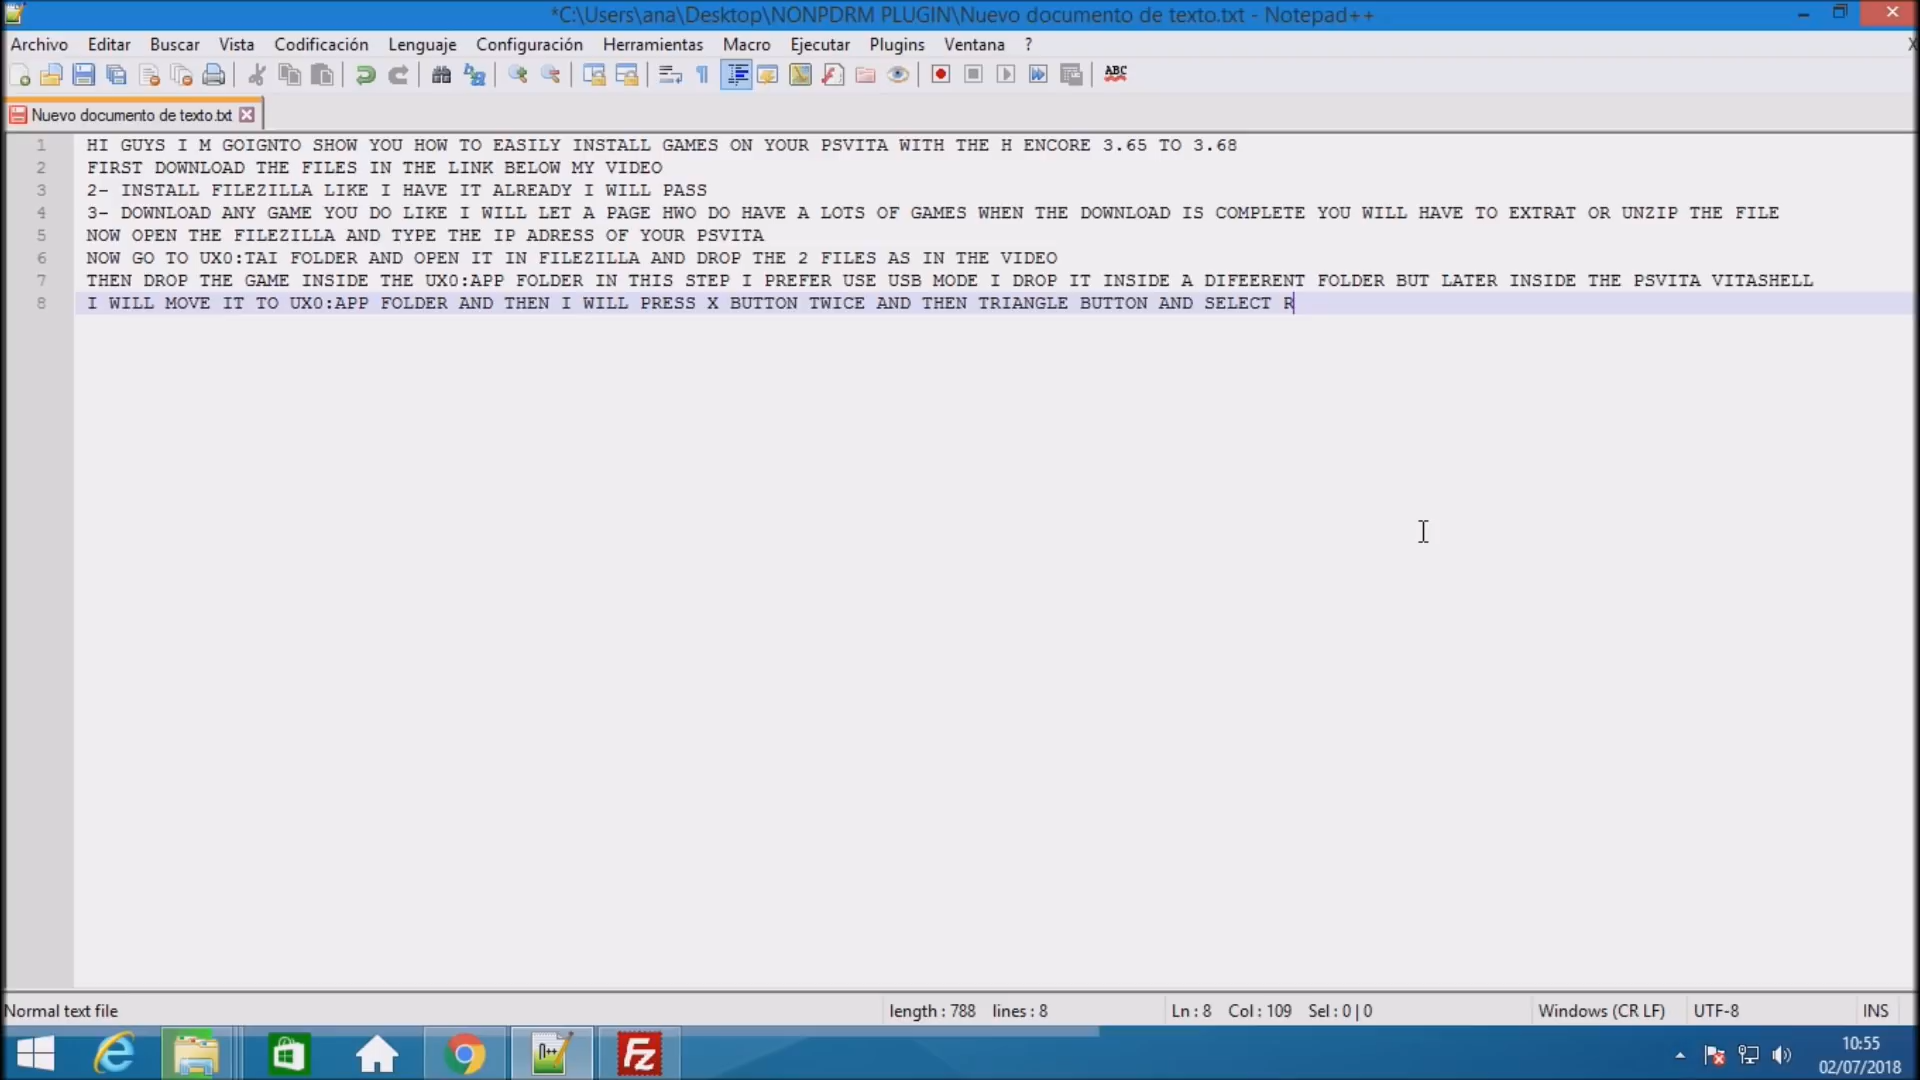 *C:\Users\ana\Desktop\NONPDRM PLUGIN\Nuevo documento de texto.txt - Notepad++
Archivo Editar Buscar Vista Codificación Lenguaje Configuración Herramientas Macro Ejecutar Plugins Ventana ?
X
ABC
Nuevo documento de texto.txt
1 HI GUYS I M GOIGNTO SHOW YOU HOW TO EASILY INSTALL GAMES ON YOUR PSVITA WITH THE H ENCORE 3.65 TO 3.68
2 FIRST DOWNLOAD THE FILES IN THE LINK BELOW MY VIDEO
3 2- INSTALL FILEZILLA LIKE I HAVE IT ALREADY I WILL PASS
4 3- DOWNLOAD ANY GAME YOU DO LIKE I WILL LET A PAGE HWO DO HAVE A LOTS OF GAMES WHEN THE DOWNLOAD IS COMPLETE YOU WILL HAVE TO EXTRAT OR UNZIP THE FILE
5 NOW OPEN THE FILEZILLA AND TYPE THE IP ADRESS OF YOUR PSVITA
6 NOW GO TO UX0:TAI FOLDER AND OPEN IT IN FILEZILLA AND DROP THE 2 FILES AS IN THE VIDEO
7 THEN DROP THE GAME INSIDE THE UX0:APP FOLDER IN THIS STEP I PREFER USE USB MODE I DROP IT INSIDE A DIFEERENT FOLDER BUT LATER INSIDE THE PSVITA VITASHELL
8 I WILL MOVE IT TO UX0:APP FOLDER AND THEN I WILL PRESS X BUTTON TWICE AND THEN TRIANGLE BUTTON AND SELECT R
Normal text file length : 788 lines : 8 Ln : 8 Col : 109 Sel : 0 | 0 Windows (CR LF) UTF-8 INS
10:55
02/07/2018